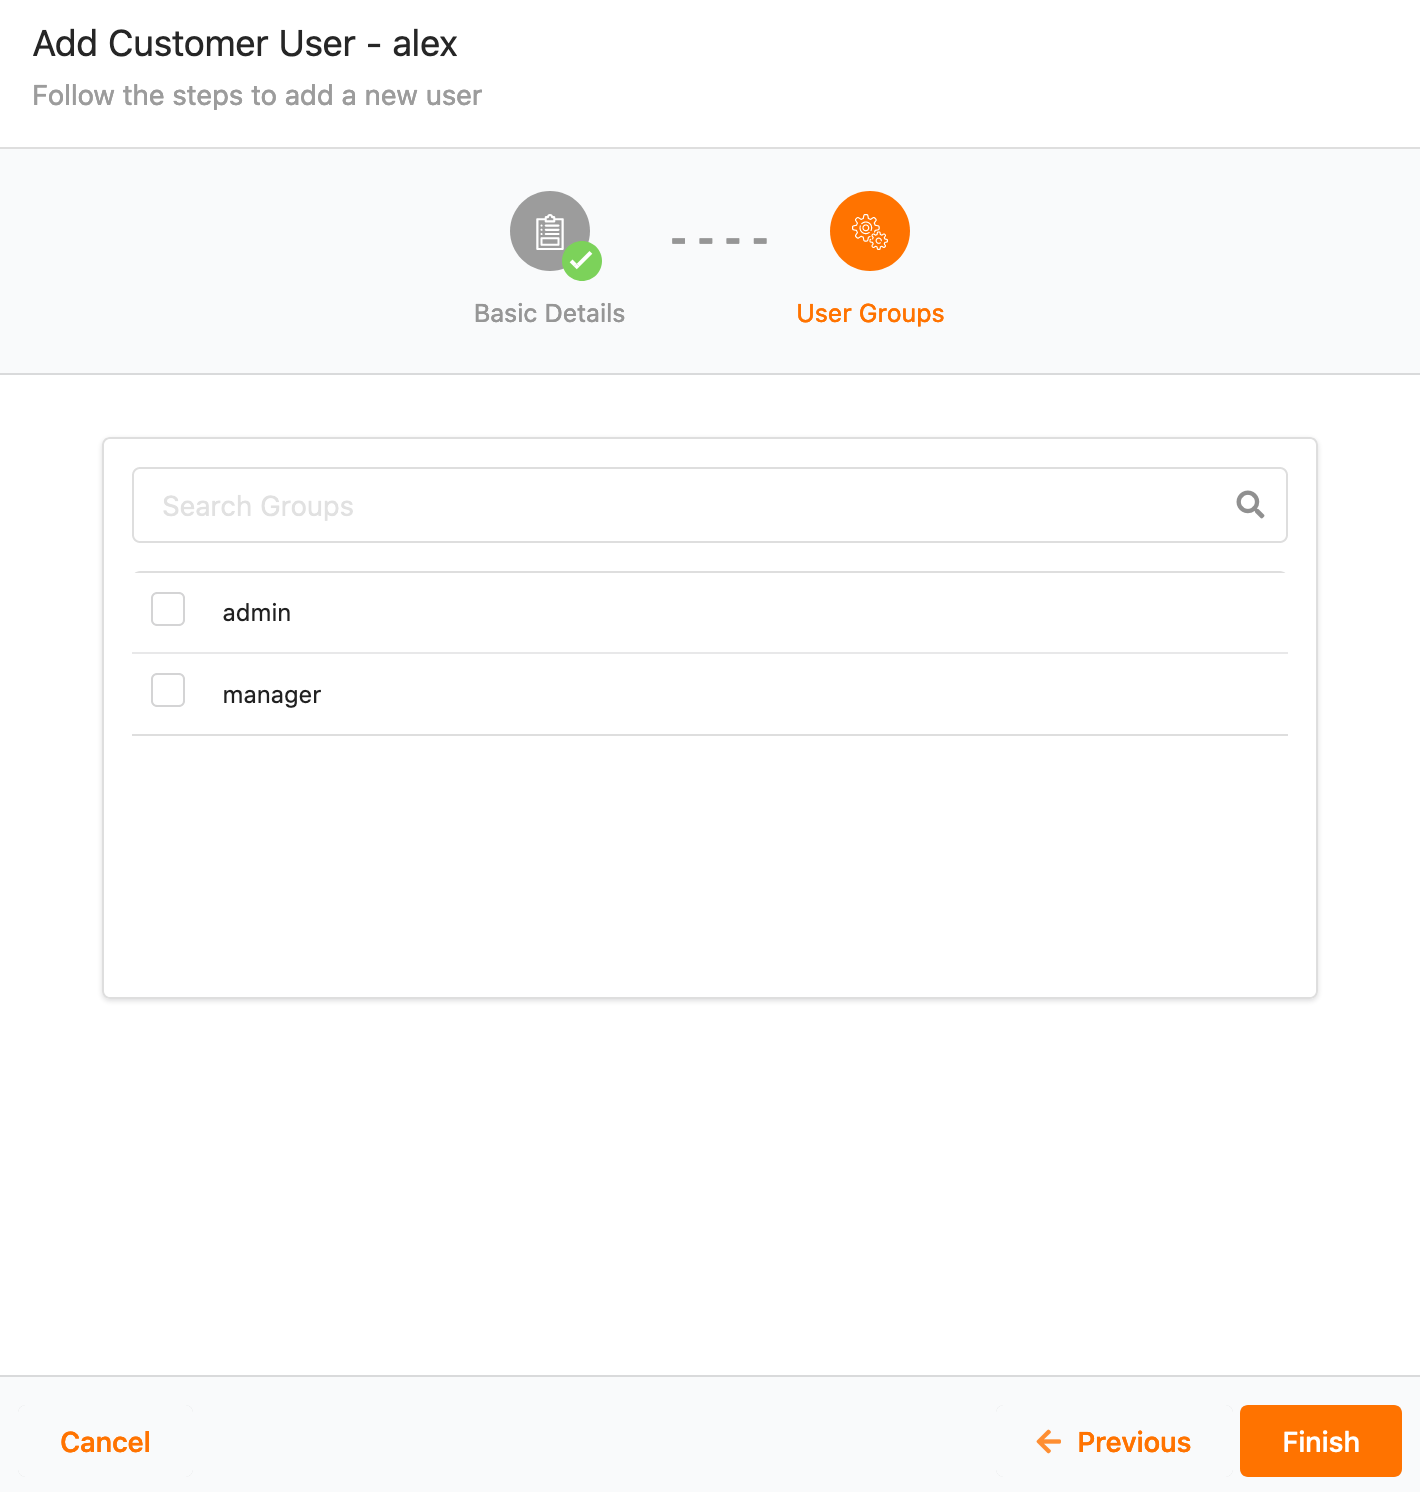 Add Customer User - alex
Follow the steps to add a new user
Basic Details
User Groups
Search Groups
admin
manager
Cancel
Previous
Finish